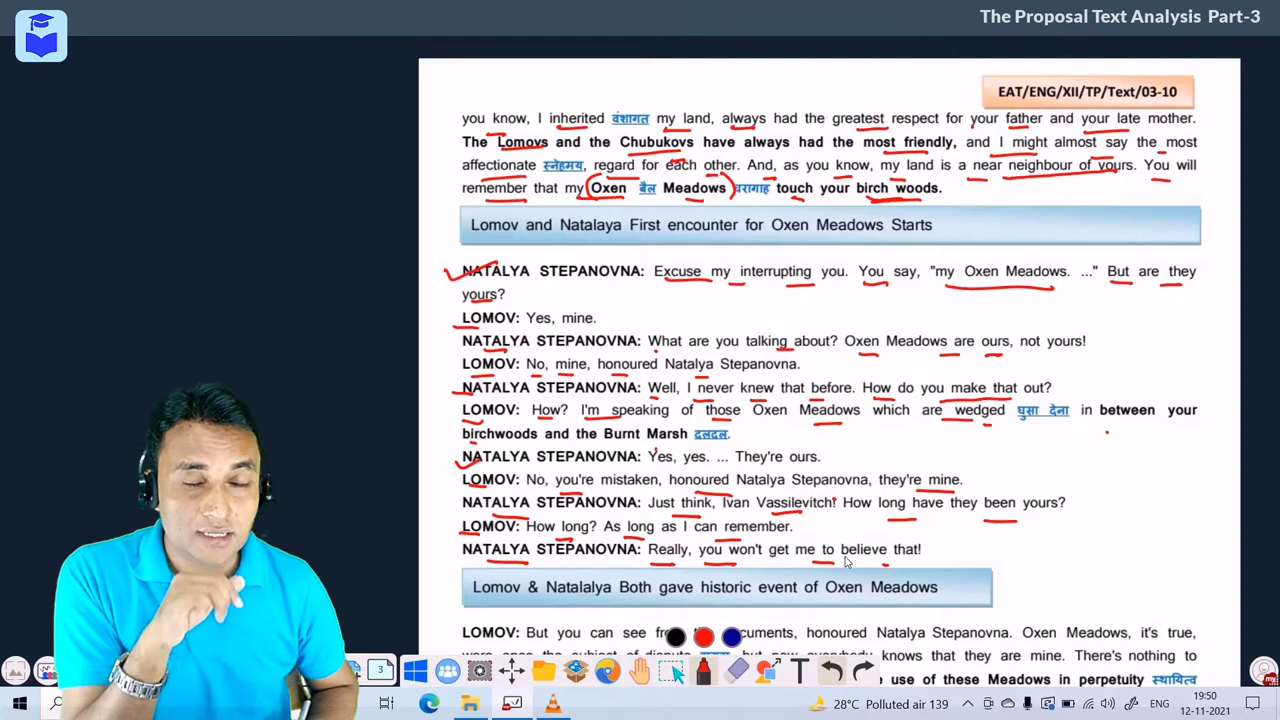 The Proposal Text Analysis Part-3
EAT/ENG/XII/TP/Text/03-10
you know, I inherited वंशागत my land, always had the greatest respect for your father and your late mother.
The Lomovs and the Chubukovs have always had the most friendly, and I might almost say the most
affectionate स्नेहमय, regard for each other. And, as you know, my land is a near neighbour of yours. You will
remember that my Oxen बैल Meadows चरागाह touch your birch woods.
Lomov and Natalaya First encounter for Oxen Meadows Starts
NATALYA STEPANOVNA: Excuse my interrupting you. You say, "my Oxen Meadows. ..." But are they
yours?
LOMOV: Yes, mine.
NATALYA STEPANOVNA: What are you talking about? Oxen Meadows are ours, not yours!
LOMOV: No, mine, honoured Natalya Stepanovna.
NATALYA STEPANOVNA: Well, I never knew that before. How do you make that out?
LOMOV: How? I'm speaking of those Oxen Meadows which are wedged घुसा देना in between your
birchwoods and the Burnt Marsh दलदल.
NATALYA STEPANOVNA: Yes, yes. ... They're ours.
LOMOV: No, you're mistaken, honoured Natalya Stepanovna, they're mine.
NATALYA STEPANOVNA: Just think, Ivan Vassilevitch! How long have they been yours?
LOMOV: How long? As long as I can remember.
NATALYA STEPANOVNA: Really, you won't get me to believe that!
Lomov & Natalalya Both gave historic event of Oxen Meadows
LOMOV: But you can see cuments, honoured Natalya Stepanovna. Oxen Meadows, it's true,
were once the subject of dispute but now everybody knows that they are mine. There's nothing to
use of these Meadows in perpetuity स्थायित्व
3
T
28°C Polluted air 139
ENG
19:50
12-11-2021